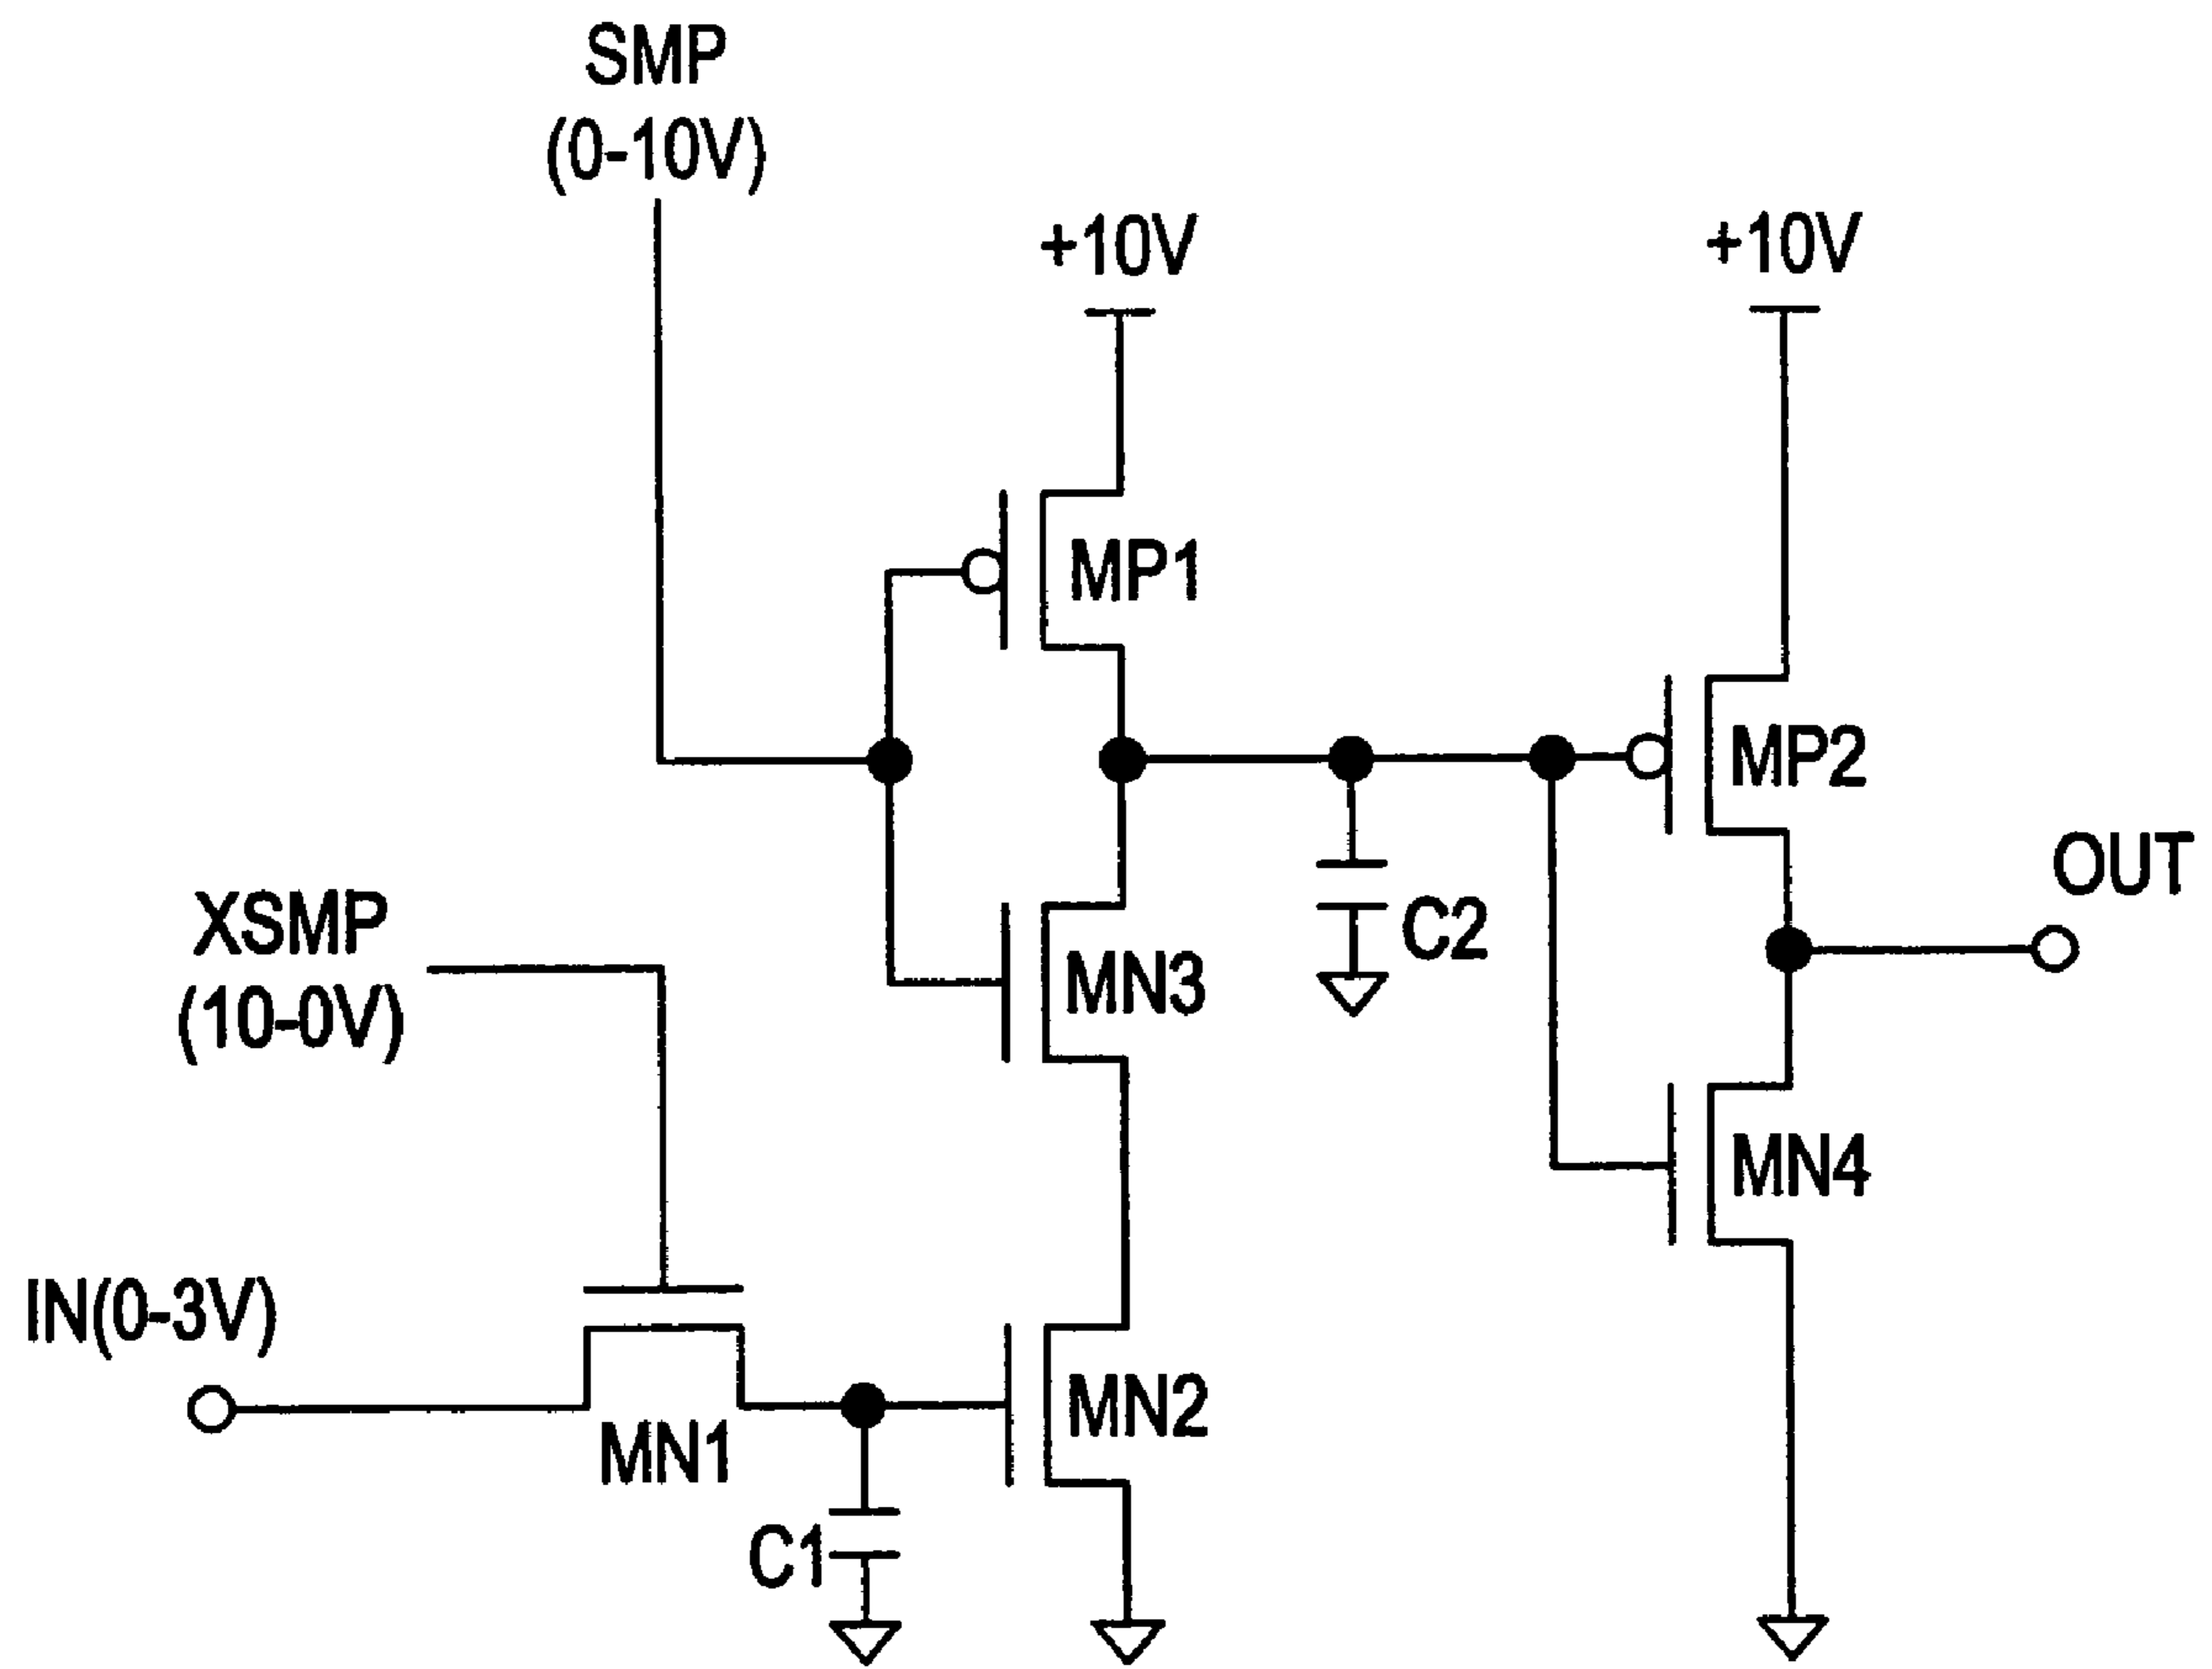 SMP
(0-10V)
+10V
+10V
MP1
MP2
OUT
XSMP
(10-0V)
C2
MN3
MN4
IN(0-3V)
MN1
MN2
C1